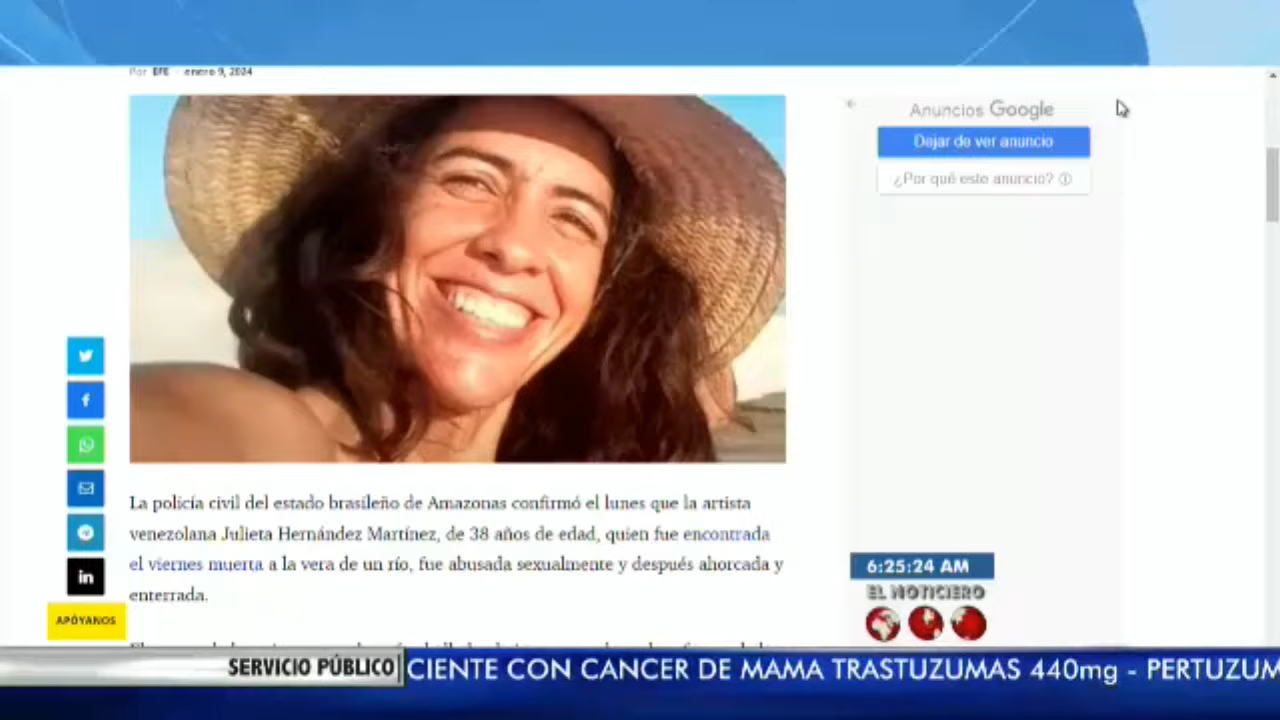 Por EFE - enero 9, 2024
Anuncios Google
Dejar de ver anuncio
¿Por qué este anuncio?
La policía civil del estado brasileño de Amazonas confirmó el lunes que la artista
venezolana Julieta Hernández Martínez, de 38 años de edad, quien fue encontrada
el viernes muerta a la vera de un río, fue abusada sexualmente y después ahorcada y
enterrada.
in
APÓYANOS
6:25:24 AM
EL NOTICIERO
SERVICIO PÚBLICO
CIENTE CON CANCER DE MAMA TRASTUZUMAS 440mg - PERTUZUM